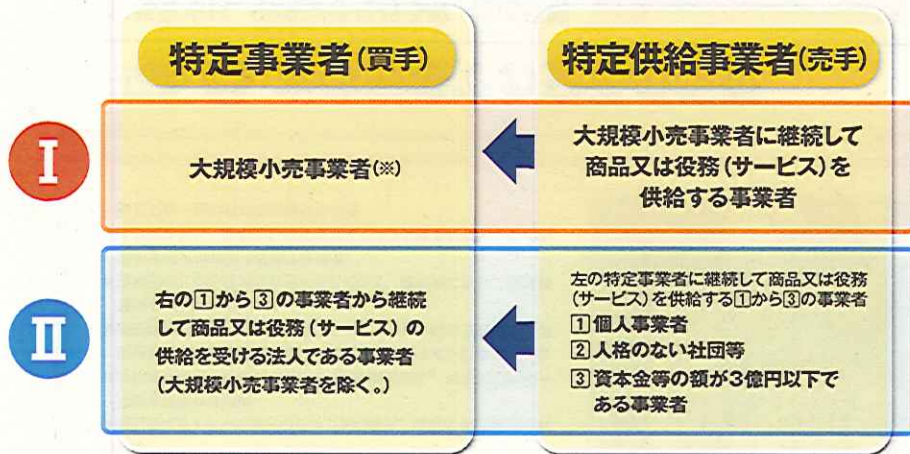 特定事業者(買手)
特定供給事業者(売手)
I
大規模小売事業者(※)
大規模小売事業者に継続して
商品又は役務(サービス)を
供給する事業者
II
右の1から3の事業者から継続
して商品又は役務(サービス)の
供給を受ける法人である事業者
(大規模小売事業者を除く。)
左の特定事業者に継続して商品又は役務
(サービス)を供給する1から3の事業者
1個人事業者
2人格のない社団等
3資本金等の額が3億円以下で
ある事業者